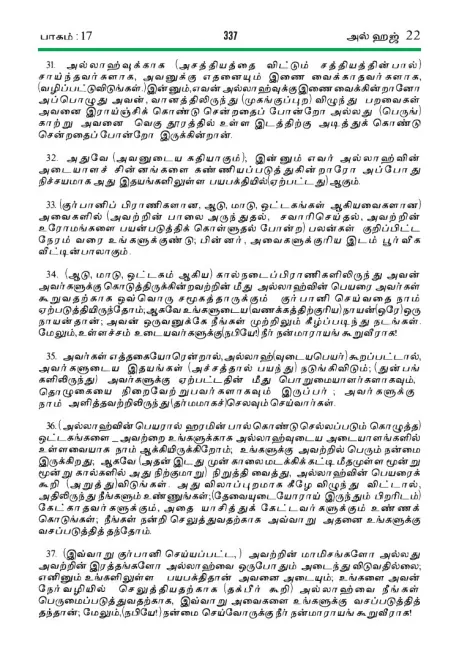 பாகம் : 17 337 அல் ஹஜ் 22
31. அல்லாஹ்வுக்காக (அசத்தியத்தை விட்டும் சத்தியத்தின்பால்)
சாய்ந்தவர்களாக, அவனுக்கு எதனையும் இணை வைக்காதவர்களாக,
(வழிப்பட்டுவிடுங்கள்.) இன்னும், எவன் அல்லாஹ்வுக்கு இணை வைக்கின்றானோ
அப்பொழுது அவன், வானத்திலிருந்து (முகங்குப்புற) விழுந்து பறவைகள்
அவனை இராய்ஞ்சிக் கொண்டு சென்றதைப் போன்றோ அல்லது (பெருங்)
காற்று அவனை வெகு தூரத்தில் உள்ள இடத்திற்கு அடித்துக் கொண்டு
சென்றதைப்போன்றோ இருக்கின்றான்.
32. அதுவே (அவனுடைய கதியாகும்); இன்னும் எவர் அல்லாஹ்வின்
அடையாளச் சின்னங்களை கண்ணியப்படுத்துகின்றாரோ அப்போது
நிச்சயமாக அது இதயங்களிலுள்ள பயபக்தியில்(ஏற்பட்டது) ஆகும்.
33. (குர்பானிப் பிராணிகளான, ஆடு, மாடு, ஒட்டகங்கள் ஆகியவைகளான)
அவைகளில் (அவற்றின் பாலை அருந்துதல், சவாரிசெய்தல், அவற்றின்
உரோமங்களை பயன்படுத்திக் கொள்ளுதல் போன்ற) பலன்கள் குறிப்பிட்ட
நேரம் வரை உங்களுக்குண்டு; பின்னர், அவைகளுக்குரிய இடம் பூர்வீக
வீட்டின்பாலாகும்.
34. (ஆடு, மாடு, ஒட்டகம் ஆகிய) கால்நடைப்பிராணிகளிலிருந்து அவன்
அவர்களுக்கு கொடுத்திருக்கின்றவற்றின் மீது அல்லாஹ்வின் பெயரை அவர்கள்
கூறுவதற்காக ஒவ்வொரு சமூகத்தாருக்கும் குர்பானி செய்வதை நாம்
ஏற்படுத்தியிருந்தோம்; ஆகவே உங்களுடைய(வணக்கத்திற்குரிய) நாயன்(ஒரே) ஒரு
நாயன்தான்; அவன் ஒருவனுக்கே நீங்கள் முற்றிலும் கீழ்ப்படிந்து நடங்கள்.
மேலும், உள்ளச்சம் உடையவர்களுக்கு (நபியே!) நீர் நன்மாராயங் கூறுவீராக!
35. அவர்கள் எத்தகையோரென்றால், அல்லாஹ்(வுடையபெயர்) கூறப்பட்டால்,
அவர்களுடைய இதயங்கள் (அச்சத்தால் பயந்து) நடுங்கிவிடும்; (துன்பங்
களிலிருந்து) அவர்களுக்கு ஏற்பட்டதின் மீது பொறுமையாளர்களாகவும்,
தொழுகையை நிறைவேற்றுபவர்களாகவும் இருப்பர் ; அவர்களுக்கு
நாம் அளித்தவற்றிலிருந்து(தர்மமாகச்)செலவும் செய்வார்கள்.
36. (அல்லாஹ்வின் பெயரால் ஹரமின் பால் கொண்டு செல்லப்படும் கொழுத்த)
ஒட்டகங்களை _ அவற்றை உங்களுக்காக அல்லாஹ்வுடைய அடையாளங்களில்
உள்ளவையாக நாம் ஆக்கியிருக்கிறோம்; உங்களுக்கு அவற்றில் பெரும் நன்மை
இருக்கிறது; ஆகவே (அதன் இடது முன் காலை மடக்கிக் கட்டி மீதமுள்ள மூன்று
மூன்று கால்களில் அது நிற்குமாறு) நிறுத்தி வைத்து, அல்லாஹ்வின் பெயரைக்
கூறி (அறுத்து)விடுங்கள். அது விலாப்புறமாக கீழே விழுந்து விட்டால்,
அதிலிருந்து நீங்களும் உண்ணுங்கள்; (தேவையுடையோராய் இருந்தும் பிறரிடம்)
கேட்காதவர்களுக்கும், அதை யாசித்துக் கேட்டவர்களுக்கும் உண்ணக்
கொடுங்கள்; நீங்கள் நன்றி செலுத்துவதற்காக அவ்வாறு அதனை உங்களுக்கு
வசப்படுத்தித் தந்தோம்.
37. (இவ்வாறு குர்பானி செய்யப்பட்ட,) அவற்றின் மாமிசங்களோ அல்லது
அவற்றின் இரத்தங்களோ அல்லாஹ்வை ஒருபோதும் அடைந்து விடுவதில்லை;
எனினும் உங்களிலுள்ள பயபக்திதான் அவனை அடையும்; உங்களை அவன்
நேர்வழியில் செலுத்தியதற்காக (தக்பீர் கூறி) அல்லாஹ்வை நீங்கள்
பெருமைப்படுத்துவதற்காக, இவ்வாறு அவைகளை உங்களுக்கு வசப்படுத்தித்
தந்தான்; மேலும், (நபியே!) நன்மை செய்வோருக்கு நீர் நன்மாராயங் கூறுவீராக!